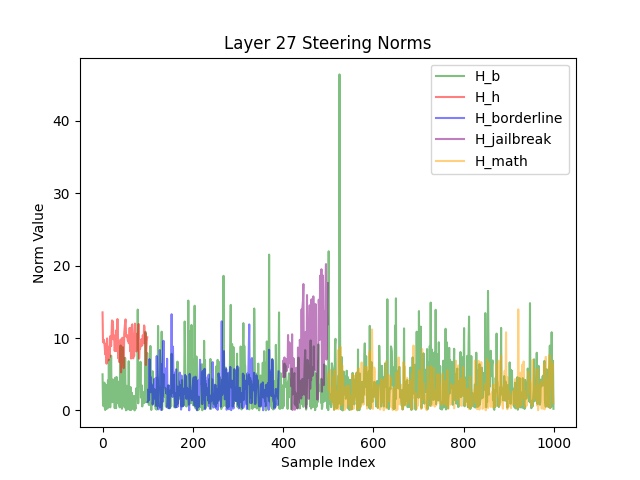 Layer 27 Steering Norms
H_b
H_h
H_borderline
H_jailbreak
H_math
Norm Value
40
30
20
10
0
0
200
400
600
800
1000
Sample Index